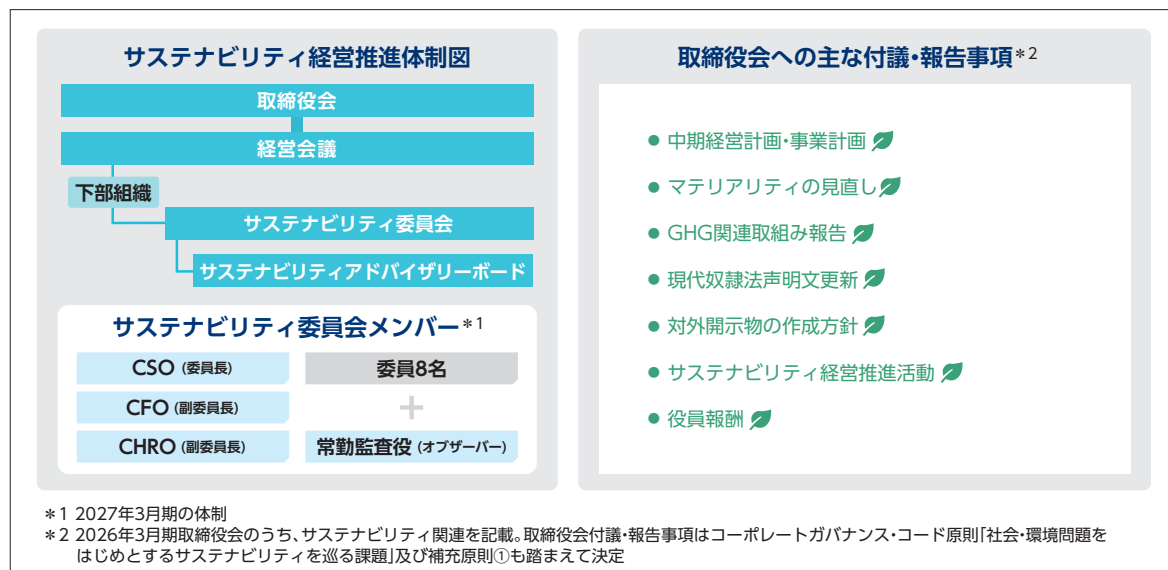 サステナビリティ経営推進体制図
取締役会
経営会議
下部組織
サステナビリティ委員会
サステナビリティアドバイザリーボード
サステナビリティ委員会メンバー*1
CSO (委員長)
委員8名
CFO (副委員長)
+
CHRO (副委員長)
常勤監査役 (オブザーバー)
取締役会への主な付議・報告事項*2
● 中期経営計画・事業計画
● マテリアリティの見直し
● GHG関連取組み報告
● 現代奴隷法声明文更新
● 対外開示物の作成方針
● サステナビリティ経営推進活動
● 役員報酬
*1 2027年3月期の体制
*2 2026年3月期取締役会のうち、サステナビリティ関連を記載。取締役会付議・報告事項はコーポレートガバナンス・コード原則「社会・環境問題を
はじめとするサステナビリティを巡る課題」及び補充原則①も踏まえて決定